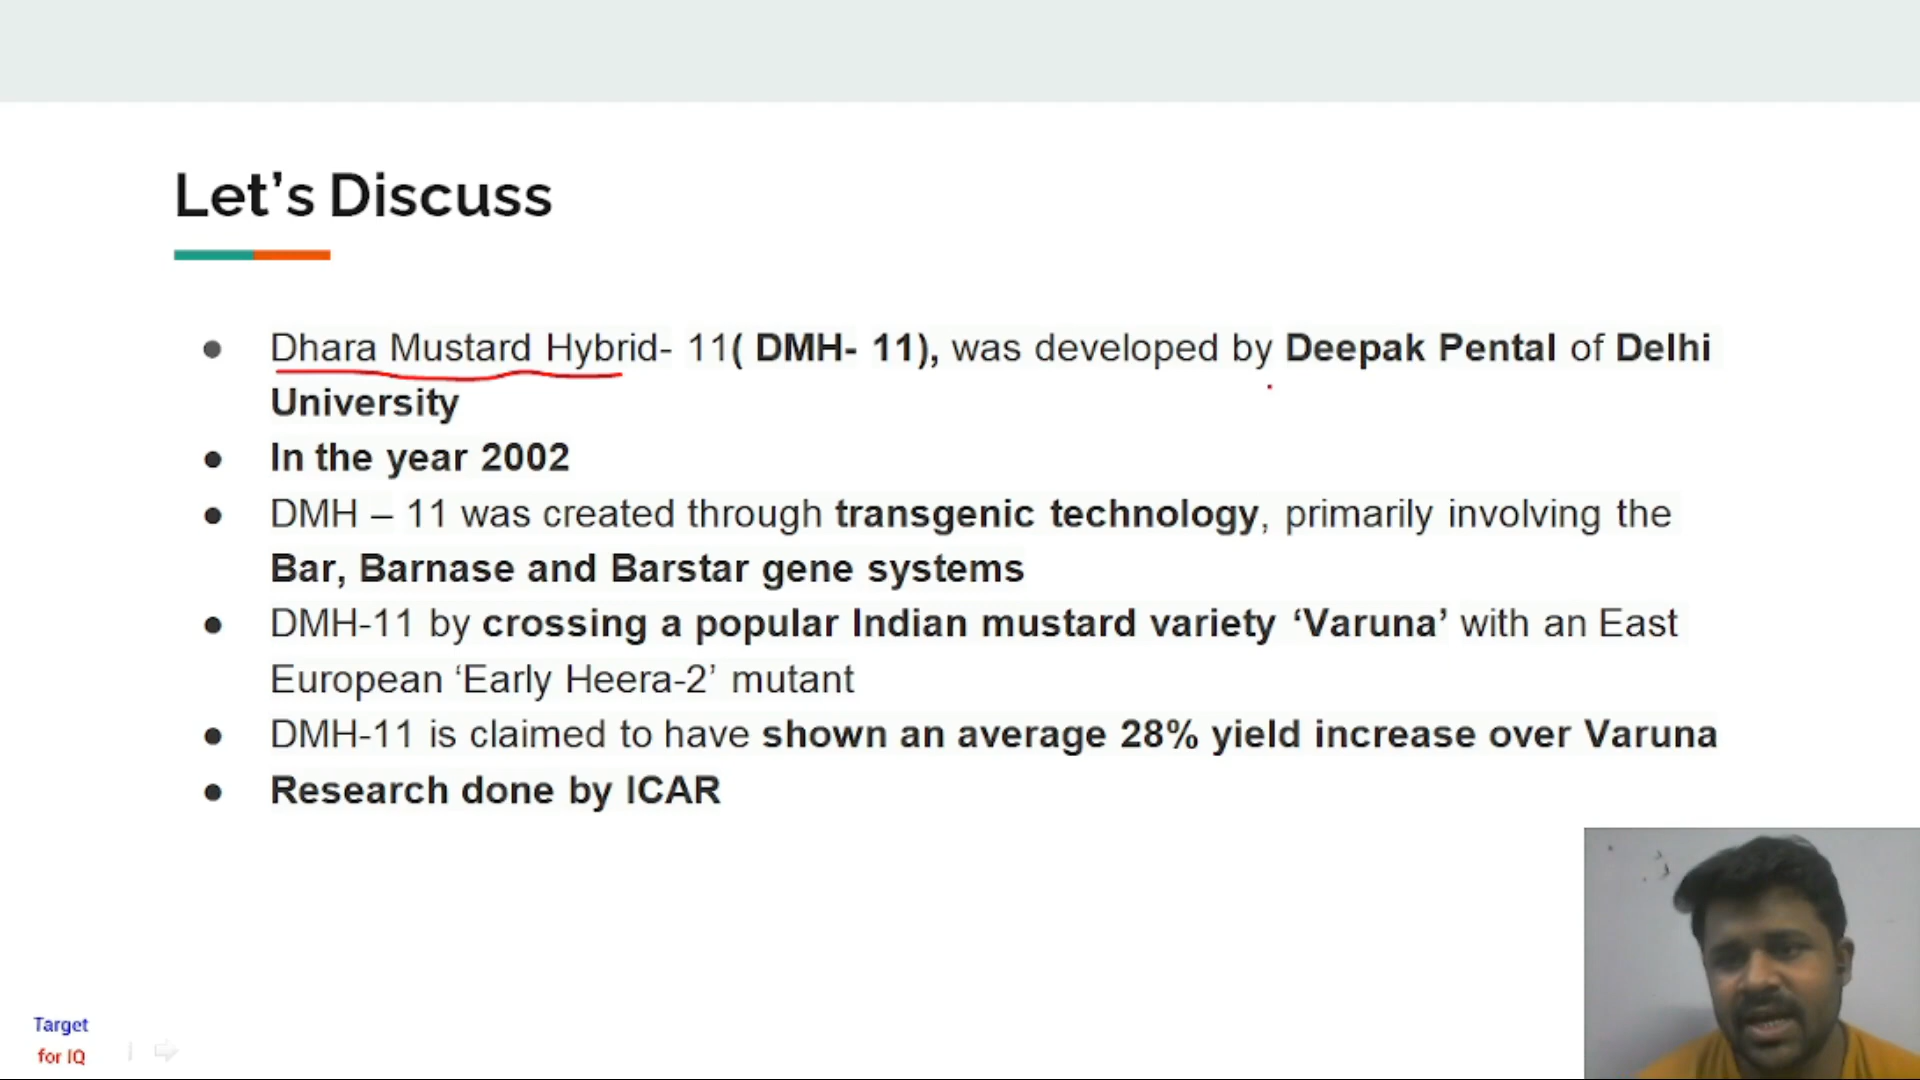 Let’s Discuss
● Dhara Mustard Hybrid- 11( DMH- 11), was developed by Deepak Pental of Delhi
University
● In the year 2002
● DMH – 11 was created through transgenic technology, primarily involving the
Bar, Barnase and Barstar gene systems
● DMH-11 by crossing a popular Indian mustard variety ‘Varuna’ with an East
European ‘Early Heera-2’ mutant
● DMH-11 is claimed to have shown an average 28% yield increase over Varuna
● Research done by ICAR
Target
for IQ